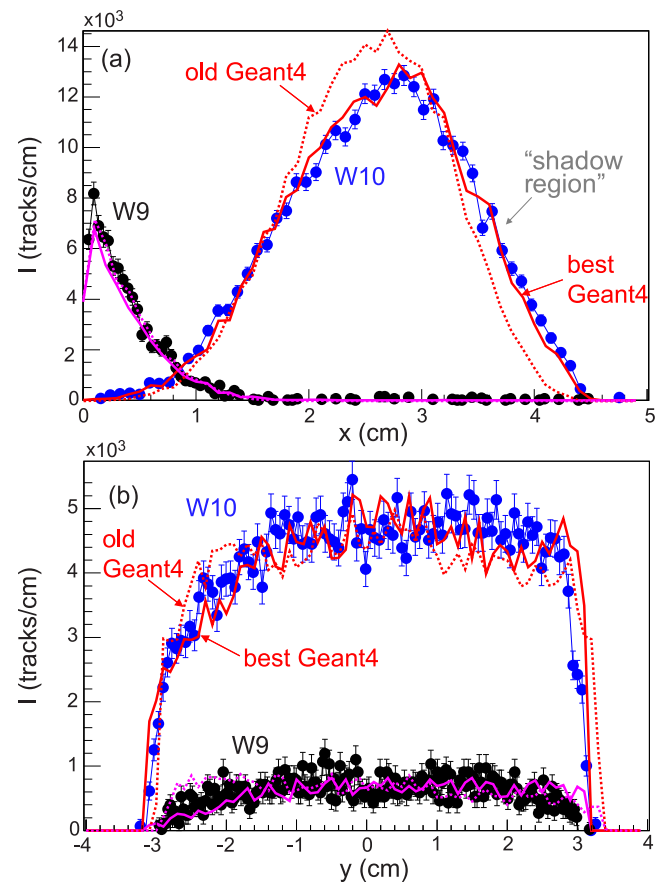 ×10³
14
12
10
8
6
4
2
0
I (tracks/cm)
(a)
old Geant4
W10
W9
“shadow
region”
best
Geant4
0 1 2 3 4 5
x (cm)
×10³
5
4
3
2
1
0
I (tracks/cm)
(b)
W10
old
Geant4
best Geant4
W9
-4 -3 -2 -1 0 1 2 3 4
y (cm)